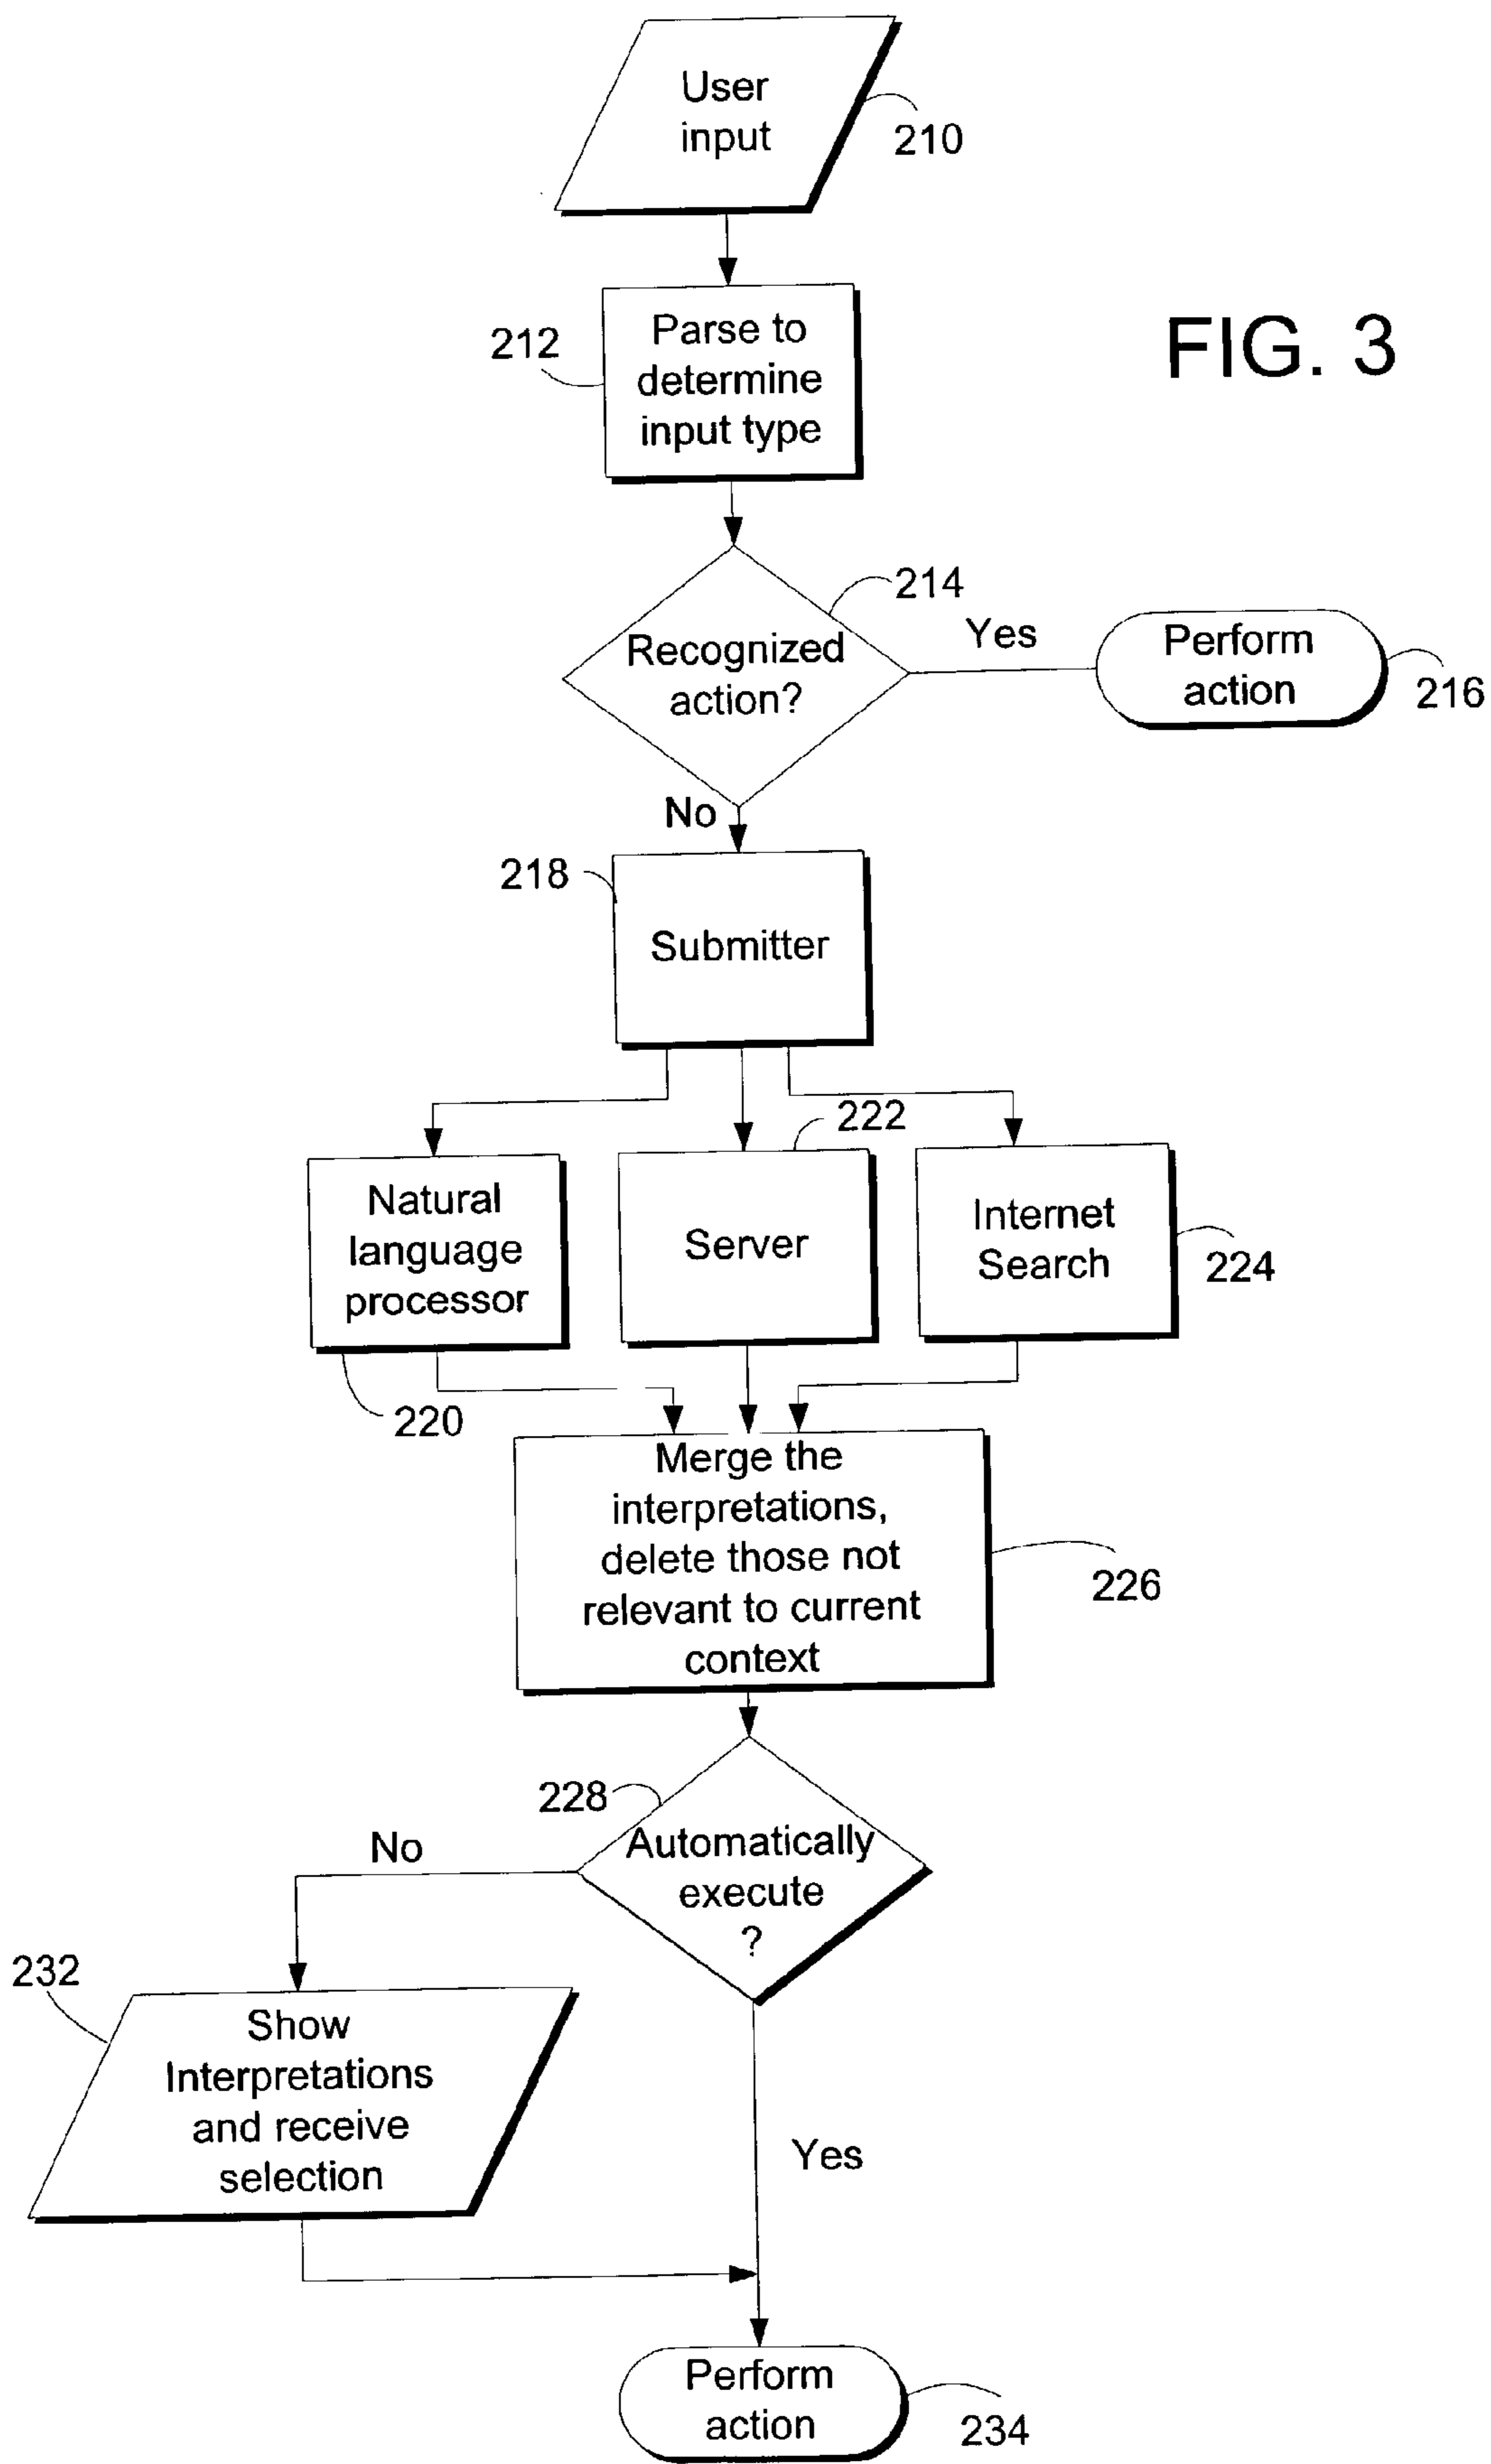 User
input
210
FIG. 3
212
Parse to
determine
input type
214
Recognized
action?
Yes
Perform
action
216
No
218
Submitter
222
Natural
language
processor
Server
Internet
Search
224
220
Merge the
interpretations,
delete those not
relevant to current
context
226
228
Automatically
execute
?
No
232
Show
Interpretations
and receive
selection
Yes
Perform
action
234